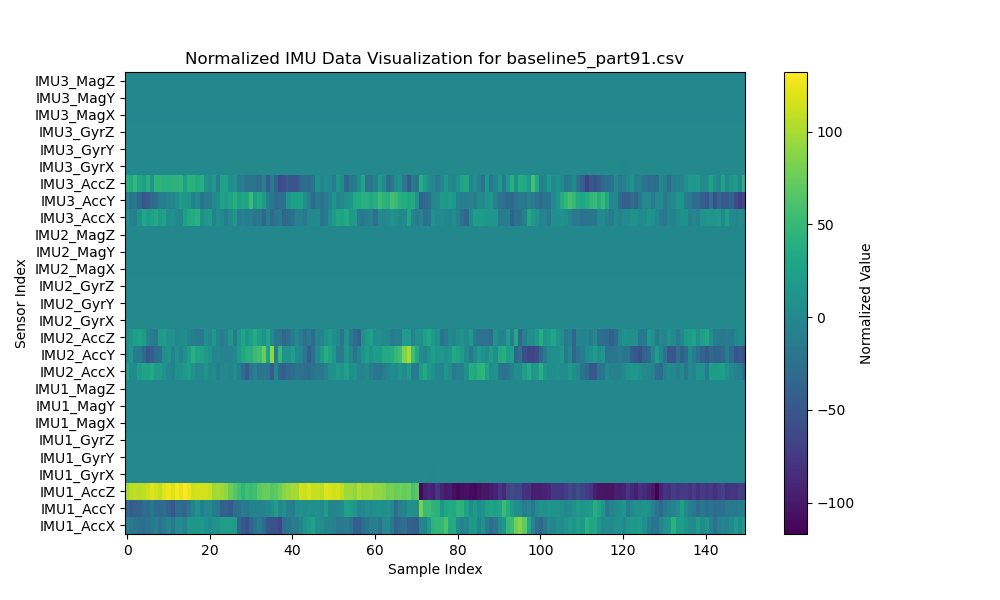 Normalized IMU Data Visualization for baseline5_part91.csv
IMU3_MagZ
IMU3_MagY
IMU3_MagX
IMU3_GyrZ
IMU3_GyrY
IMU3_GyrX
IMU3_AccZ
IMU3_AccY
IMU3_AccX
IMU2_MagZ
IMU2_MagY
IMU2_MagX
IMU2_GyrZ
IMU2_GyrY
IMU2_GyrX
IMU2_AccZ
IMU2_AccY
IMU2_AccX
IMU1_MagZ
IMU1_MagY
IMU1_MagX
IMU1_GyrZ
IMU1_GyrY
IMU1_GyrX
IMU1_AccZ
IMU1_AccY
IMU1_AccX
Sensor Index
0 20 40 60 80 100 120 140
Sample Index
100
50
0
−50
−100
Normalized Value